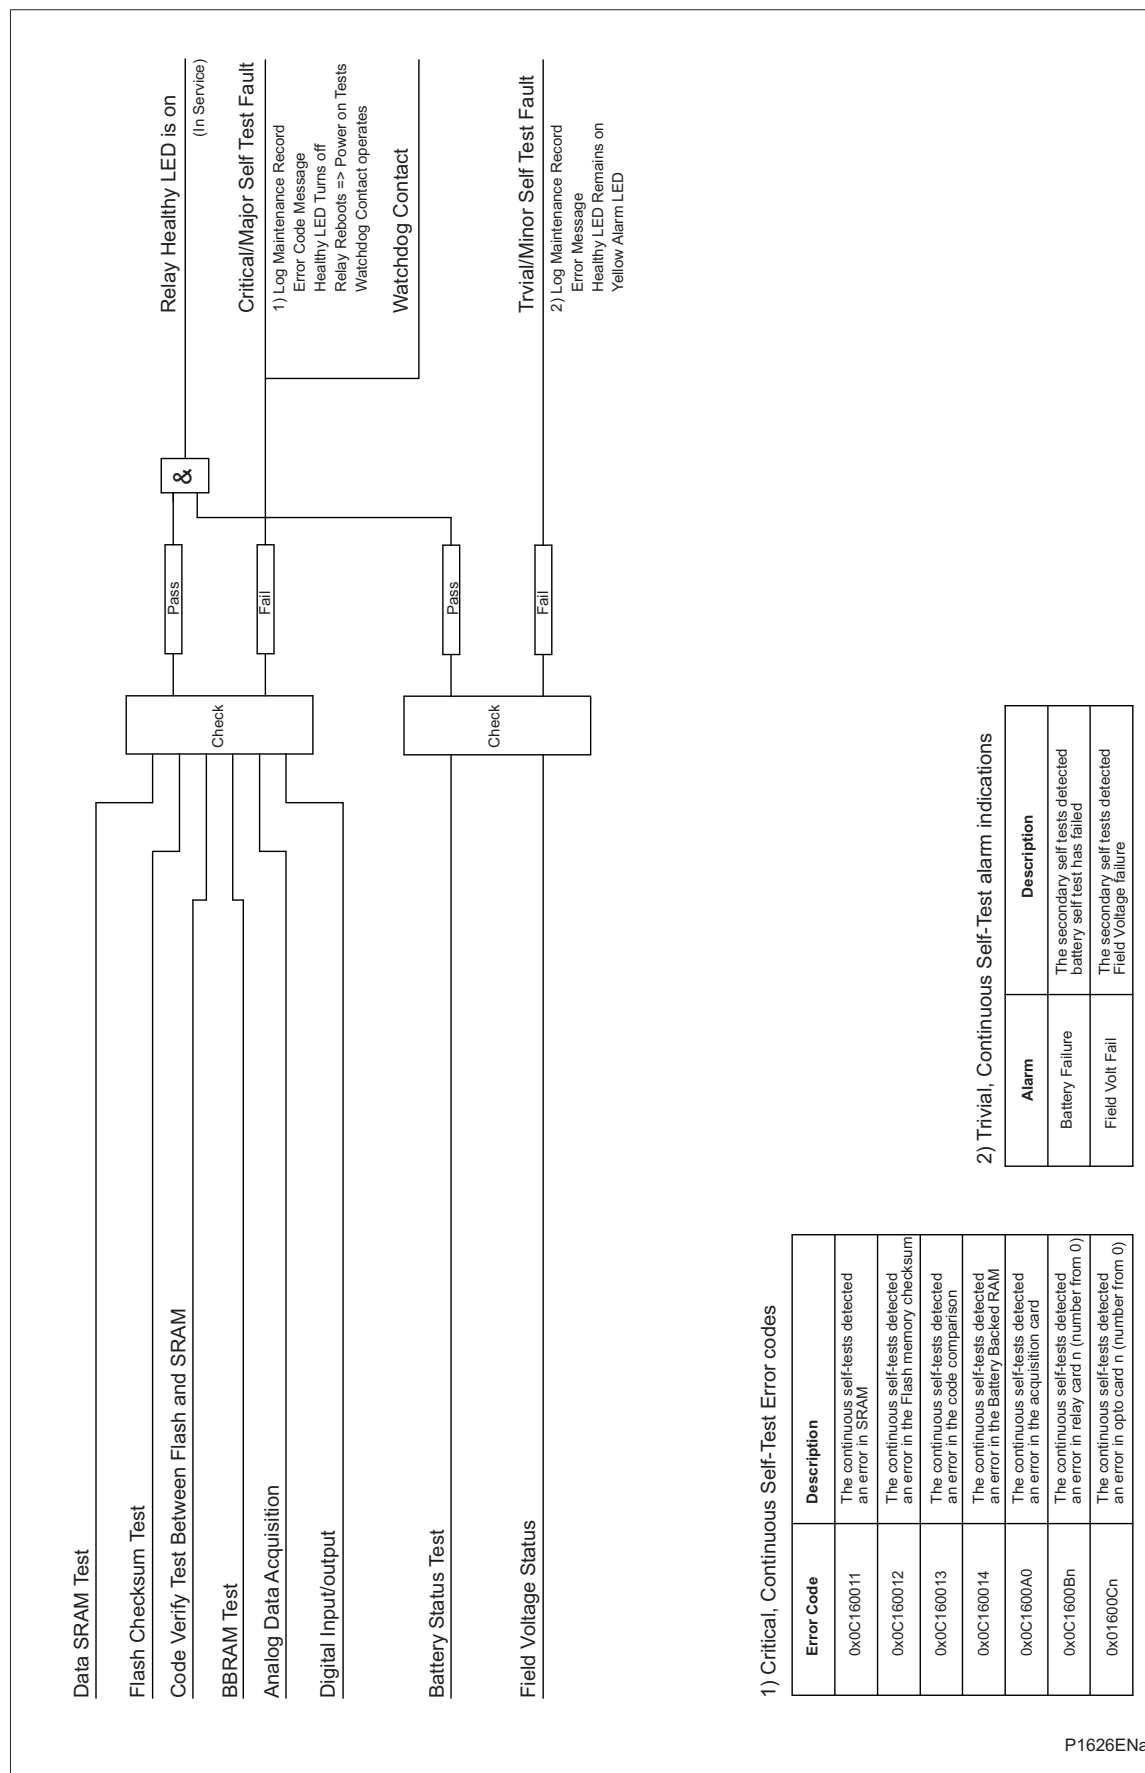 Data SRAM Test
Flash Checksum Test
Code Verify Test Between Flash and SRAM
BBRAM Test
Analog Data Acquisition
Digital Input/output
Battery Status Test
Field Voltage Status
Check
Check
Pass
Fail
Pass
Fail
&
Relay Healthy LED is on
(In Service)
Critical/Major Self Test Fault
1) Log Maintenance Record
Error Code Message
Healthy LED Turns off
Relay Reboots => Power on Tests
Watchdog Contact operates
Watchdog Contact
Trvial/Minor Self Test Fault
2) Log Maintenance Record
Error Message
Healthy LED Remains on
Yellow Alarm LED
1) Critical, Continuous Self-Test Error codes
Error Code Description
0x0C160011 The continuous self-tests detected
an error in SRAM
0x0C160012 The continuous self-tests detected
an error in the Flash memory checksum
0x0C160013 The continuous self-tests detected
an error in the code comparison
0x0C160014 The continuous self-tests detected
an error in the Battery Backed RAM
0x0C1600A0 The continuous self-tests detected
an error in the acquisition card
0x0C1600Bn The continuous self-tests detected
an error in relay card n (number from 0)
0x01600Cn The continuous self-tests detected
an error in opto card n (number from 0)
2) Trivial, Continuous Self-Test alarm indications
Alarm Description
Battery Failure The secondary self tests detected
battery self test has failed
Field Volt Fail The secondary self tests detected
Field Voltage failure
P1626ENa